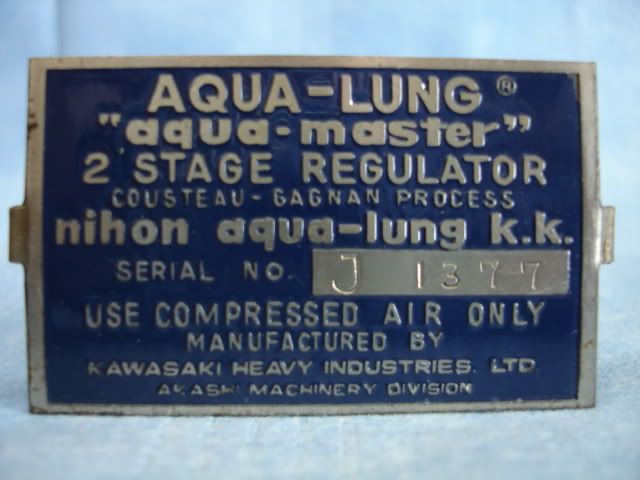 AQUA-LUNG®
"aqua-master"
2 STAGE REGULATOR
COUSTEAU-GAGNAN PROCESS
nihon aqua-lung k.k.
SERIAL NO. J 1377
USE COMPRESSED AIR ONLY
MANUFACTURED BY
KAWASAKI HEAVY INDUSTRIES. LTD.
AKASHI MACHINERY DIVISION